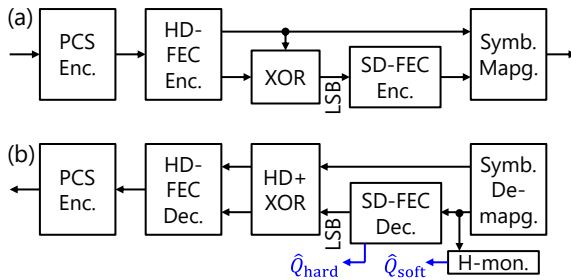 (a)
PCS
Enc.
HD-
FEC
Enc.
XOR
LSB
SD-FEC
Enc.
Symb.
Mapg.
(b)
PCS
Enc.
HD-
FEC
Dec.
HD+
XOR
LSB
SD-FEC
Dec.
Symb.
De-
mapg.
Q̂hard
Q̂soft
H-mon.